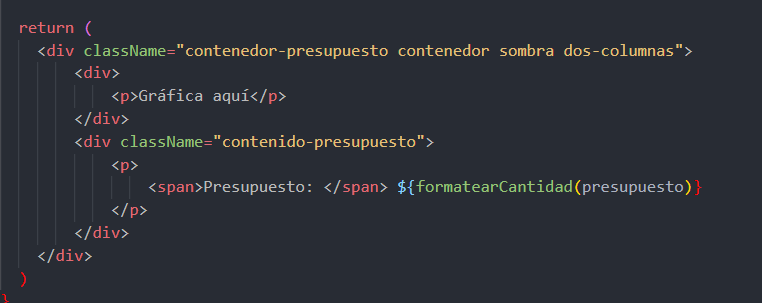 return (
<div className="contenedor-presupuesto contenedor sombra dos-columnas">
<div>
<p>Gráfica aquí</p>
</div>
<div className="contenido-presupuesto">
<p>
<span>Presupuesto: </span> ${formatearCantidad(presupuesto)}
</p>
</div>
</div>
)
}